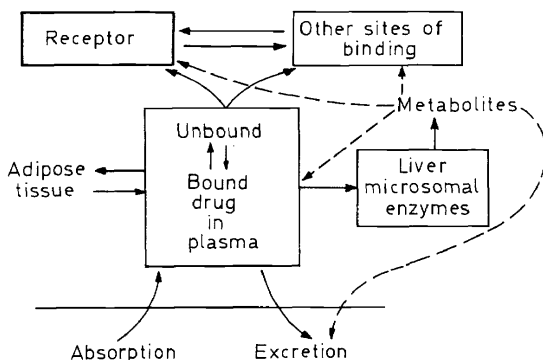 Receptor
Other sites of
binding
Metabolites
Unbound
Bound
drug
in
plasma
Adipose
tissue
Liver
microsomal
enzymes
Absorption
Excretion